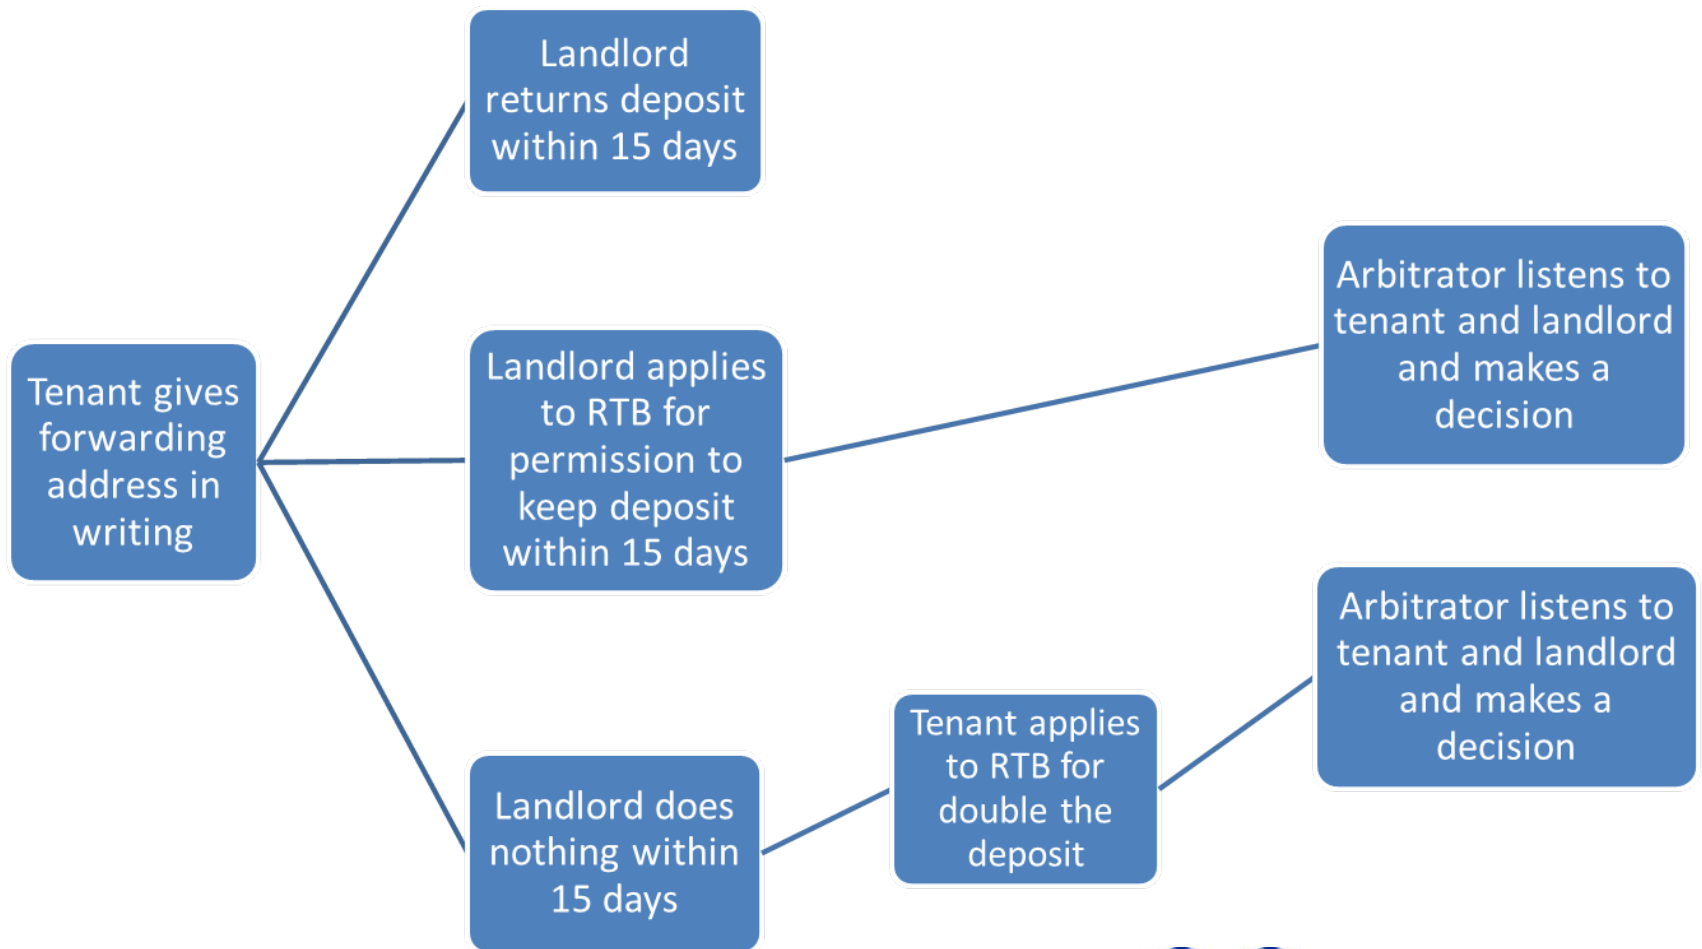 Landlord
returns deposit
within 15 days
Tenant gives
forwarding
address in
writing
Landlord applies
to RTB for
permission to
keep deposit
within 15 days
Arbitrator listens to
tenant and landlord
and makes a
decision
Landlord does
nothing within
15 days
Tenant applies
to RTB for
double the
deposit
Arbitrator listens to
tenant and landlord
and makes a
decision